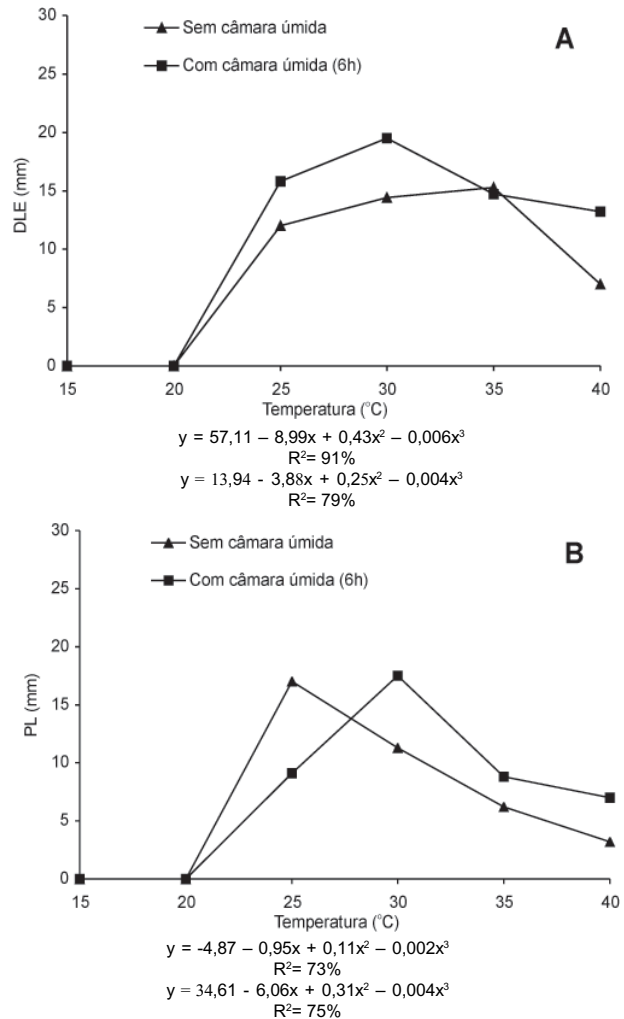 30
Sem câmara úmida
A
25
Com câmara úmida (6h)
20
15
DLE (mm)
10
5
0
15 20 25 30 35 40
Temperatura (°C)
y = 57,11 – 8,99x + 0,43x² – 0,006x³
R²= 91%
y = 13,94 - 3,88x + 0,25x² – 0,004x³
R²= 79%
30
Sem câmara úmida
B
25
Com câmara úmida (6h)
20
15
PL (mm)
10
5
0
15 20 25 30 35 40
Temperatura (°C)
y = -4,87 – 0,95x + 0,11x² – 0,002x³
R²= 73%
y = 34,61 - 6,06x + 0,31x² – 0,004x³
R²= 75%